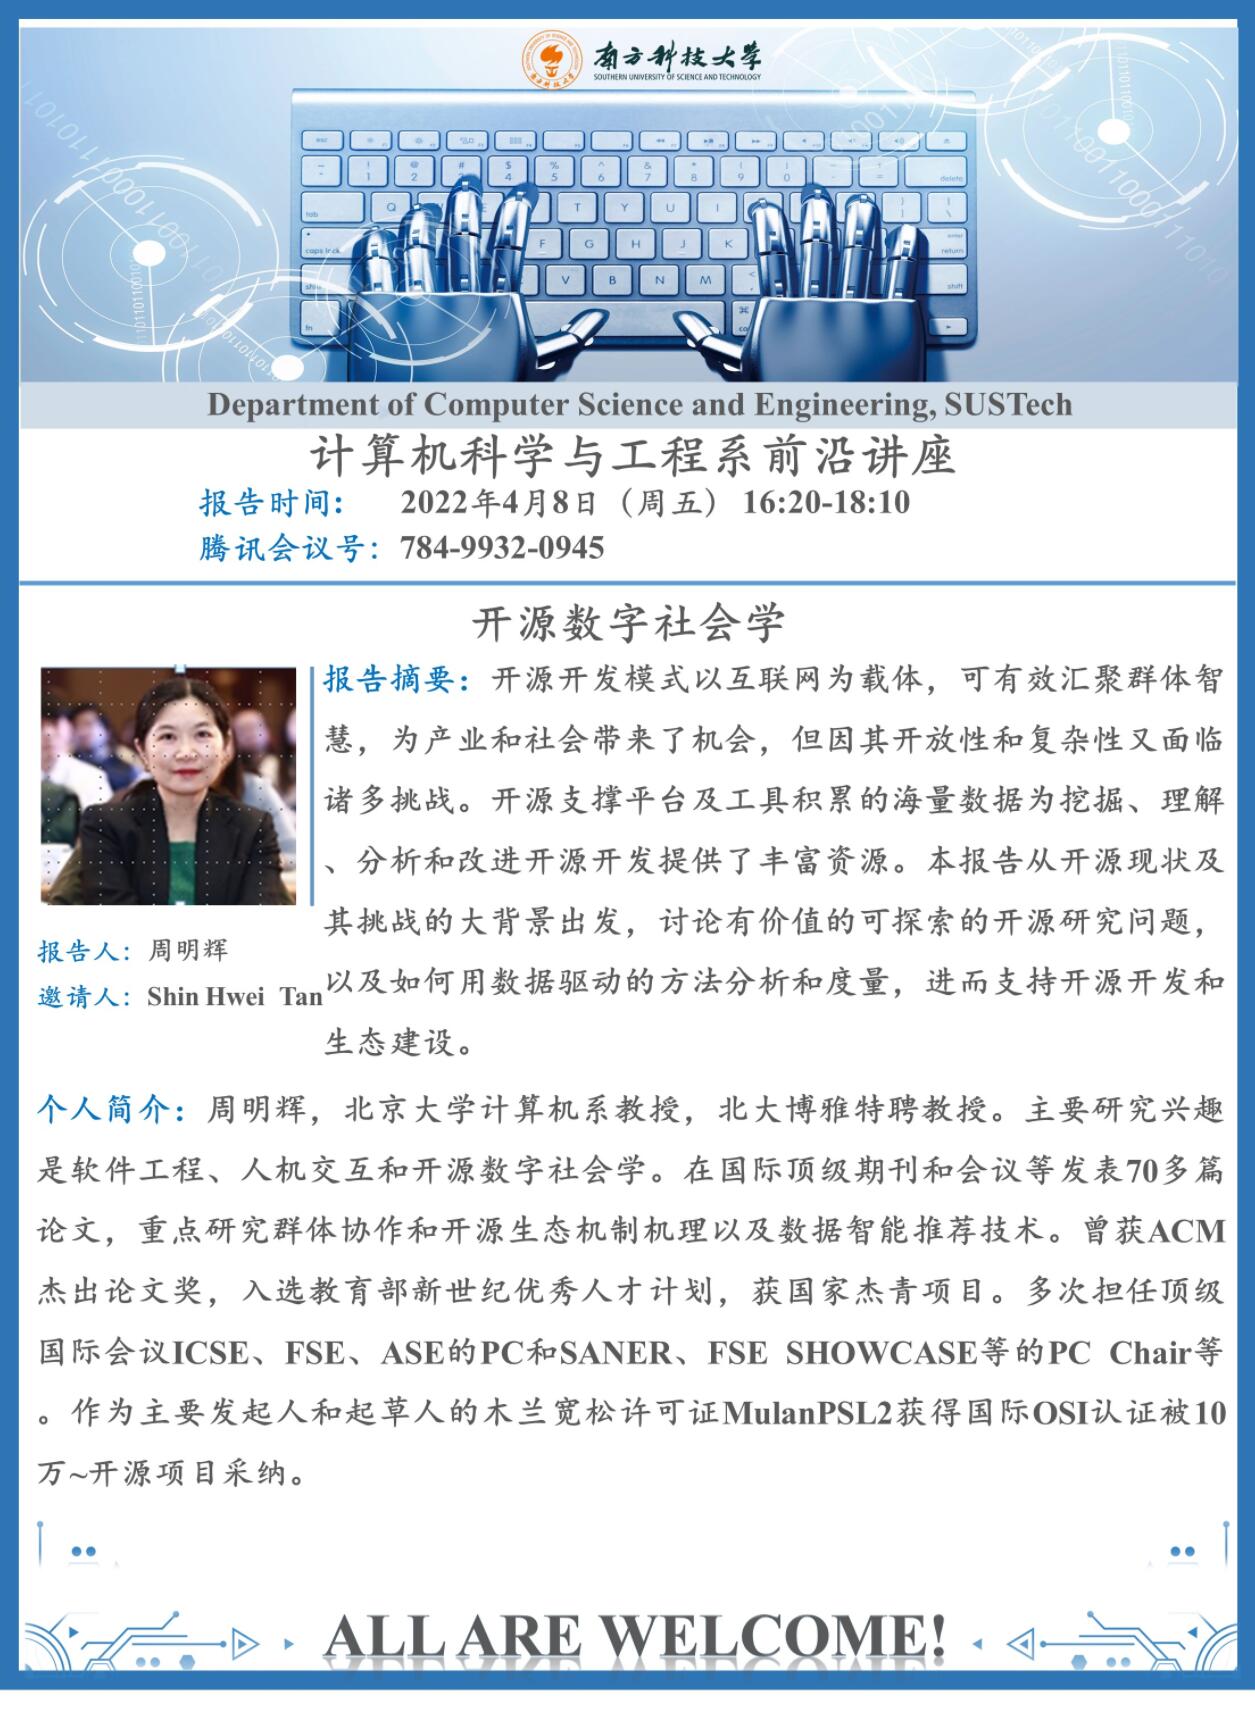 南方科技大学
SOUTHERN UNIVERSITY OF SCIENCE AND TECHNOLOGY
Department of Computer Science and Engineering, SUSTech
计算机科学与工程系前沿讲座
报告时间： 2022年4月8日（周五） 16:20-18:10
腾讯会议号：784-9932-0945
开源数字社会学
报告摘要：开源开发模式以互联网为载体，可有效汇聚群体智
慧，为产业和社会带来了机会，但因其开放性和复杂性又面临
诸多挑战。开源支撑平台及工具积累的海量数据为挖掘、理解
、分析和改进开源开发提供了丰富资源。本报告从开源现状及
其挑战的大背景出发，讨论有价值的可探索的开源研究问题，
以及如何用数据驱动的方法分析和度量，进而支持开源开发和
生态建设。
报告人：周明辉
邀请人：Shin Hwei Tan
个人简介：周明辉，北京大学计算机系教授，北大博雅特聘教授。主要研究兴趣
是软件工程、人机交互和开源数字社会学。在国际顶级期刊和会议等发表70多篇
论文，重点研究群体协作和开源生态机制机理以及数据智能推荐技术。曾获ACM
杰出论文奖，入选教育部新世纪优秀人才计划，获国家杰青项目。多次担任顶级
国际会议ICSE、FSE、ASE的PC和SANER、FSE SHOWCASE等的PC Chair等
。作为主要发起人和起草人的木兰宽松许可证MulanPSL2获得国际OSI认证被10
万~开源项目采纳。
ALL ARE WELCOME!